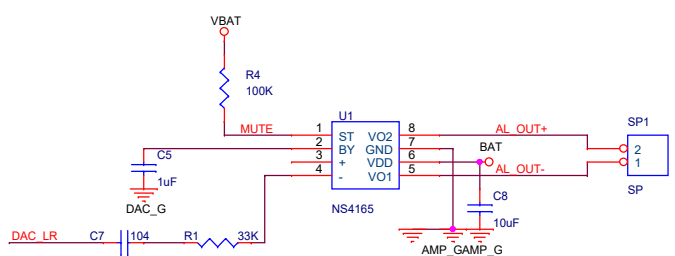 VBAT
R4
100K
MUTE
U1
1 ST VO2 8
2 BY GND 7
3 + VDD 6
4 - VO1 5
NS4165
C5
1uF
DAC_G
AL_OUT+
BAT
AL_OUT-
SP1
2
1
SP
C8
10uF
AMP_GAMP_G
DAC_LR
C7
104
R1
33K